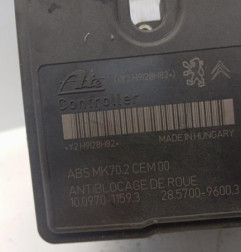 Ate
Controller
*Y21H928H82*
MADE IN HUNGARY
ABS MK70.2 CEM 00
ANTIBLOCAGE DE ROUE
10.0970-1159.3 28.5700-9600.3